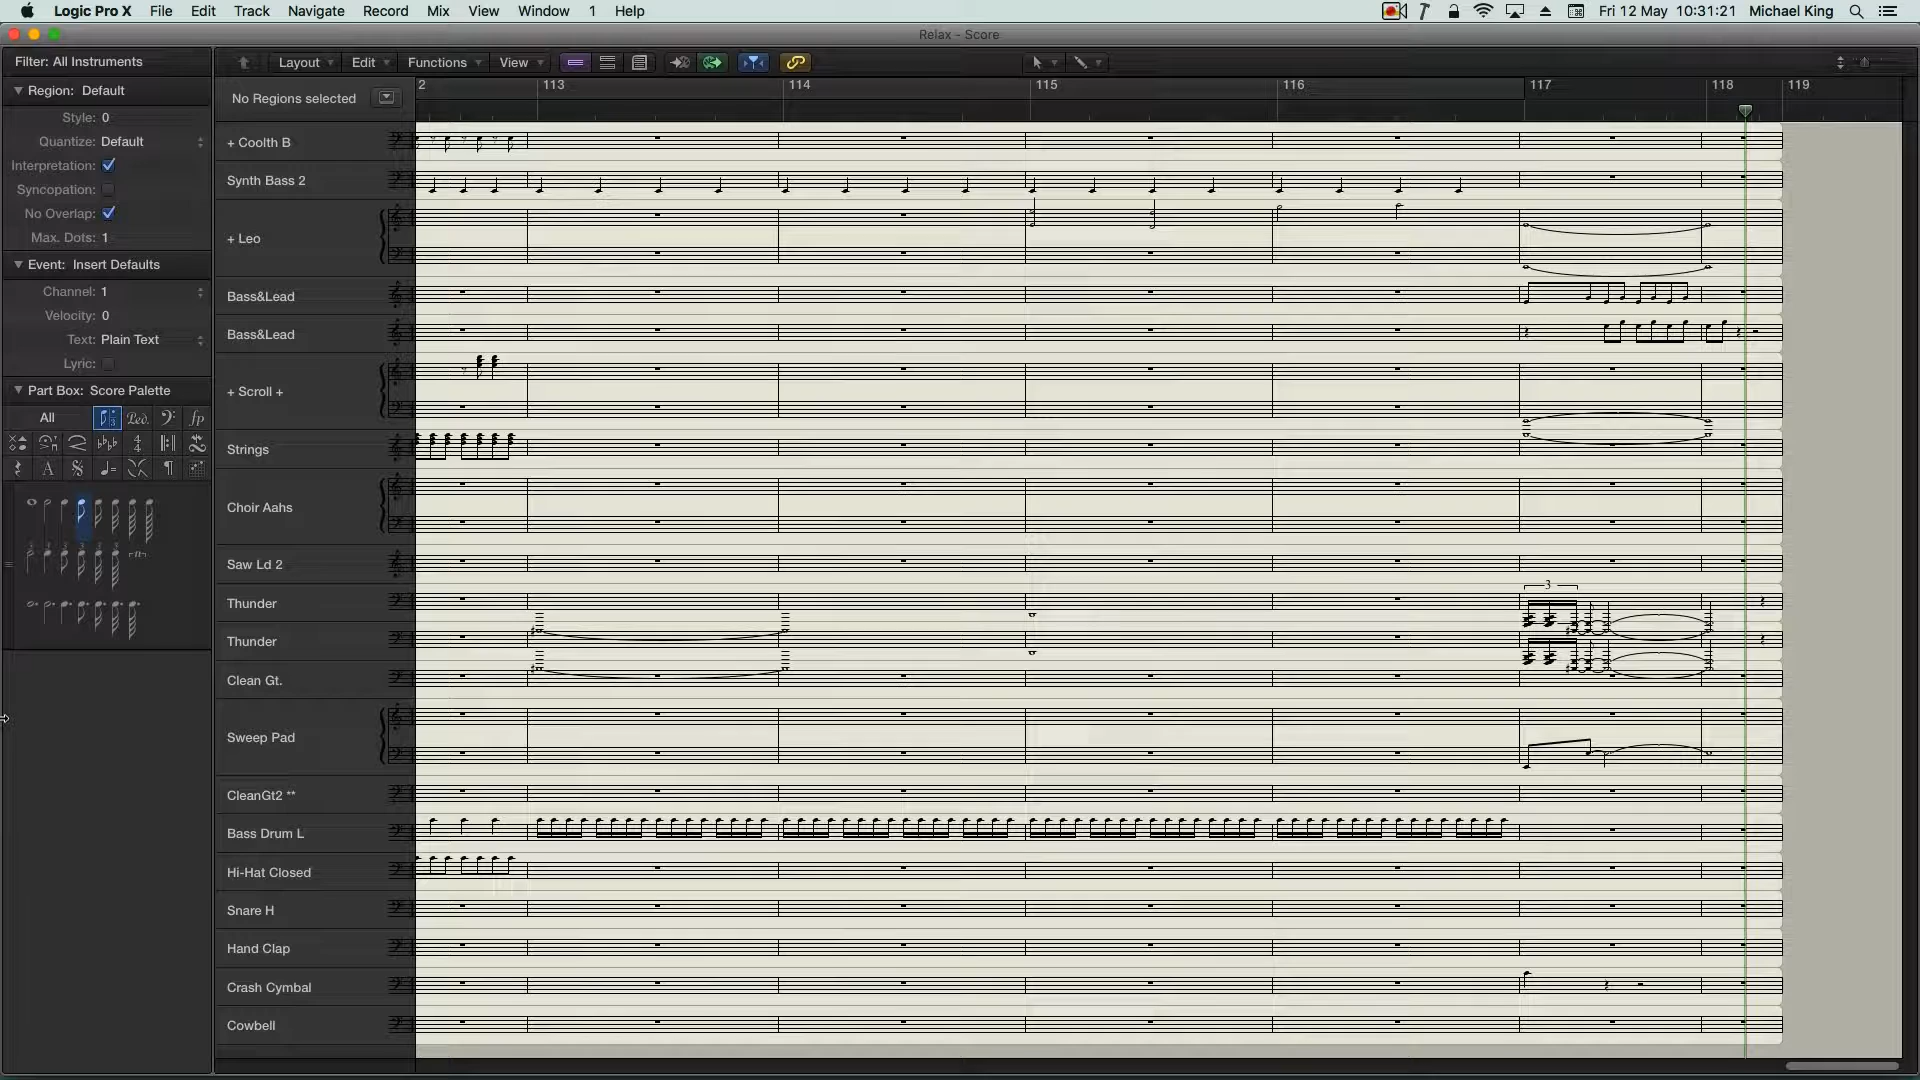 Logic Pro X File Edit Track Navigate Record Mix View Window 1 Help Fri 12 May 10:31:21 Michael King
Relax - Score
Filter: All Instruments
Layout Edit Functions View
Region: Default
No Regions selected
2 113 114 115 116 117 118 119
Style: 0
Quantize: Default
Interpretation:
Syncopation:
No Overlap:
Max. Dots: 1
Event: Insert Defaults
Channel: 1
Velocity: 0
Text: Plain Text
Lyric:
Part Box: Score Palette
All
+ Coolth B
Synth Bass 2
+ Leo
Bass&Lead
Bass&Lead
+ Scroll +
Strings
Choir Aahs
Saw Ld 2
Thunder
3
Thunder
Clean Gt.
Sweep Pad
CleanGt2 **
Bass Drum L
Hi-Hat Closed
Snare H
Hand Clap
Crash Cymbal
Cowbell